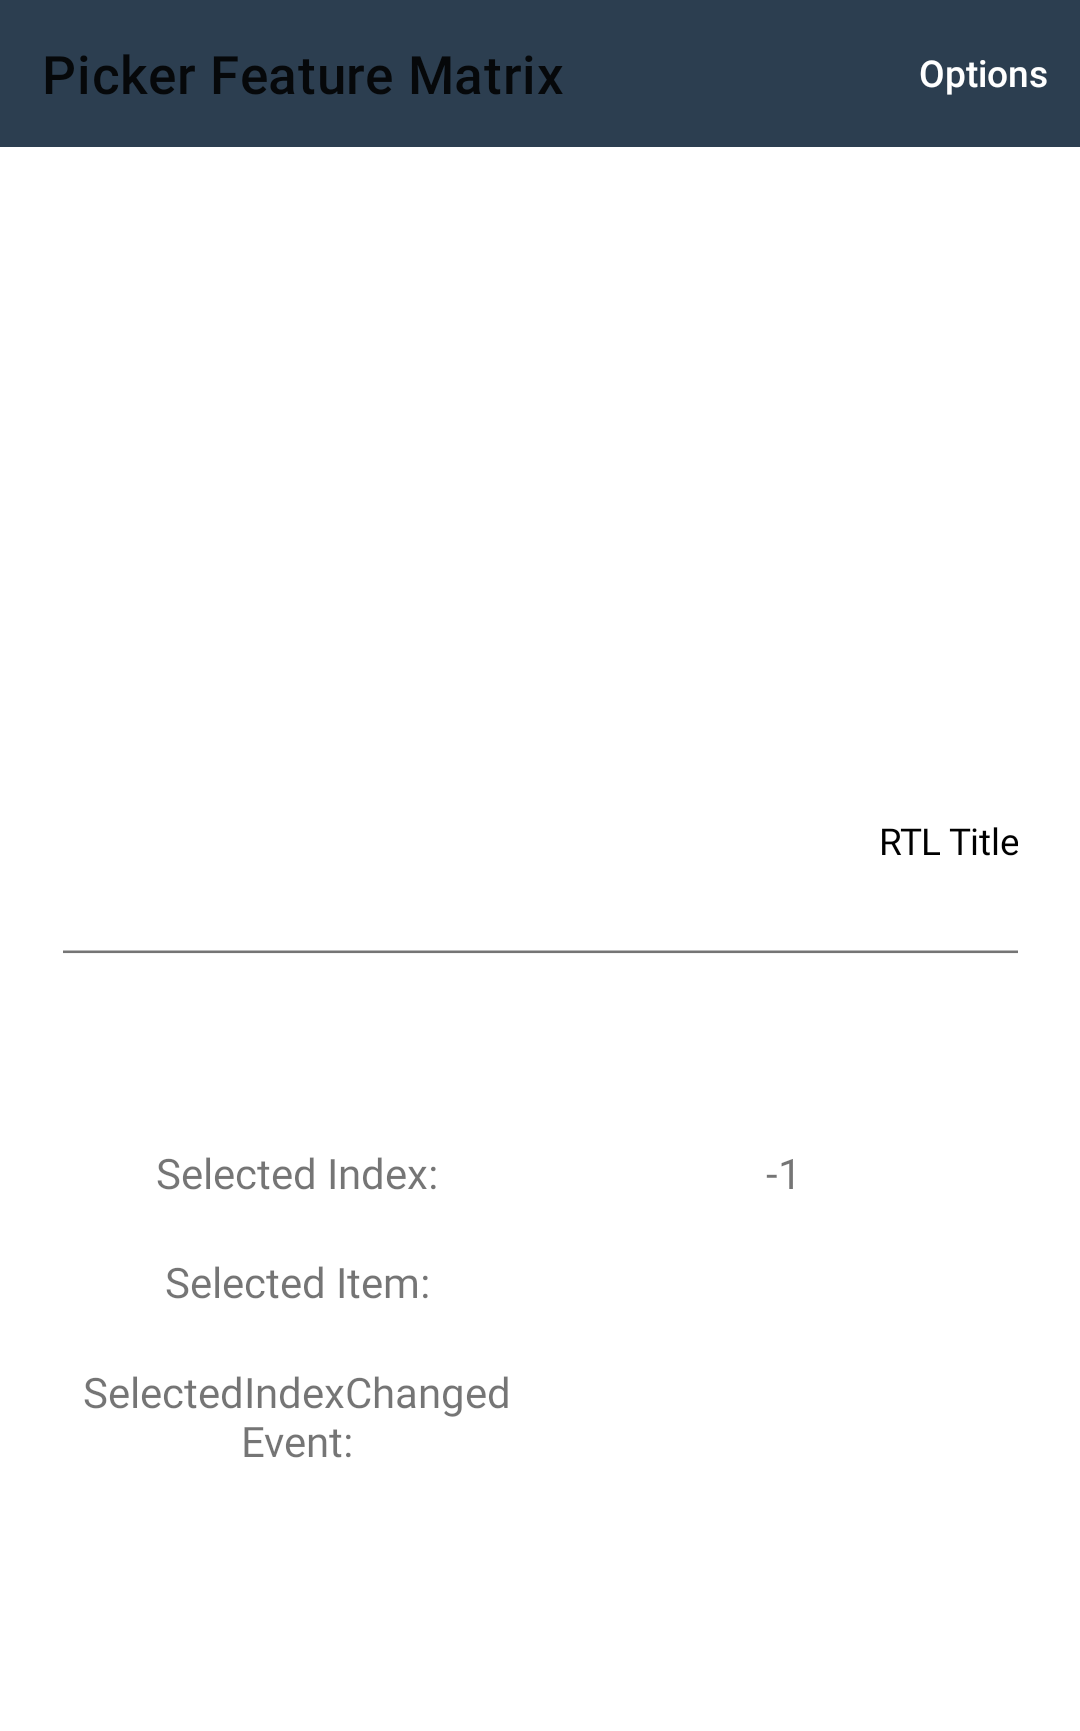 Picker Feature Matrix
Options
RTL Title
Selected Index:
-1
Selected Item:
SelectedIndexChanged
Event: